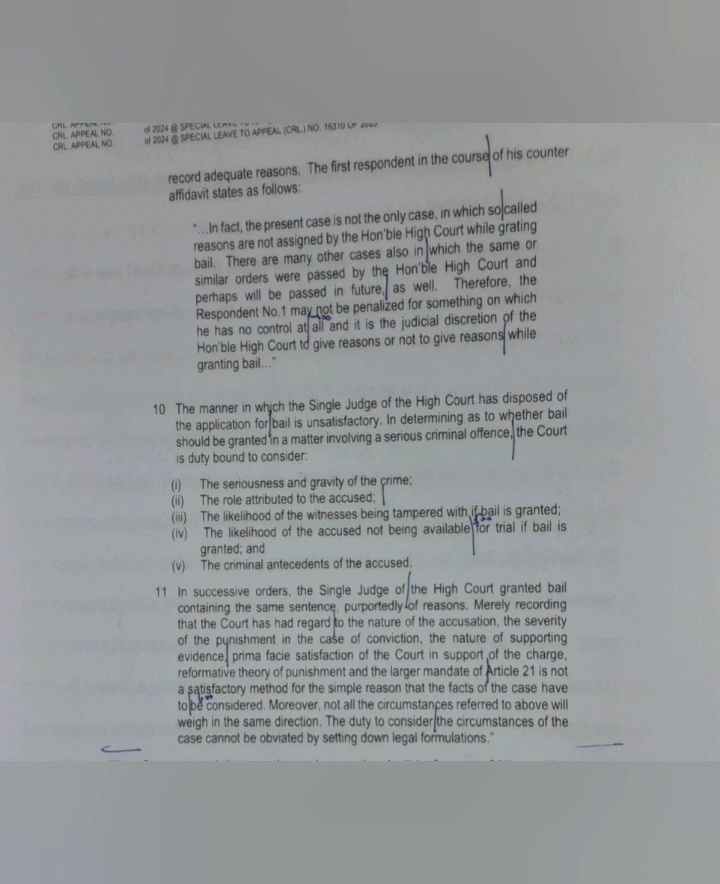 CRL. APPEAL NO.
CRL. APPEAL NO. of 2024 @ SPECIAL
CRL. APPEAL NO. of 2024 @ SPECIAL LEAVE TO APPEAL (CRL.) NO. 16310 OF
record adequate reasons. The first respondent in the course of his counter
affidavit states as follows:
"...In fact, the present case is not the only case, in which so called
reasons are not assigned by the Hon'ble High Court while grating
bail. There are many other cases also in which the same or
similar orders were passed by the Hon'ble High Court and
perhaps will be passed in future, as well. Therefore, the
Respondent No.1 may not be penalized for something on which
he has no control at all and it is the judicial discretion of the
Hon'ble High Court to give reasons or not to give reasons while
granting bail..."
10 The manner in which the Single Judge of the High Court has disposed of
the application for bail is unsatisfactory. In determining as to whether bail
should be granted in a matter involving a serious criminal offence, the Court
is duty bound to consider:
(i) The seriousness and gravity of the crime;
(ii) The role attributed to the accused;
(iii) The likelihood of the witnesses being tampered with if bail is granted;
(iv) The likelihood of the accused not being available for trial if bail is
granted; and
(v) The criminal antecedents of the accused.
11 In successive orders, the Single Judge of the High Court granted bail
containing the same sentence, purportedly of reasons. Merely recording
that the Court has had regard to the nature of the accusation, the severity
of the punishment in the case of conviction, the nature of supporting
evidence, prima facie satisfaction of the Court in support of the charge,
reformative theory of punishment and the larger mandate of Article 21 is not
a satisfactory method for the simple reason that the facts of the case have
to be considered. Moreover, not all the circumstances referred to above will
weigh in the same direction. The duty to consider the circumstances of the
case cannot be obviated by setting down legal formulations."